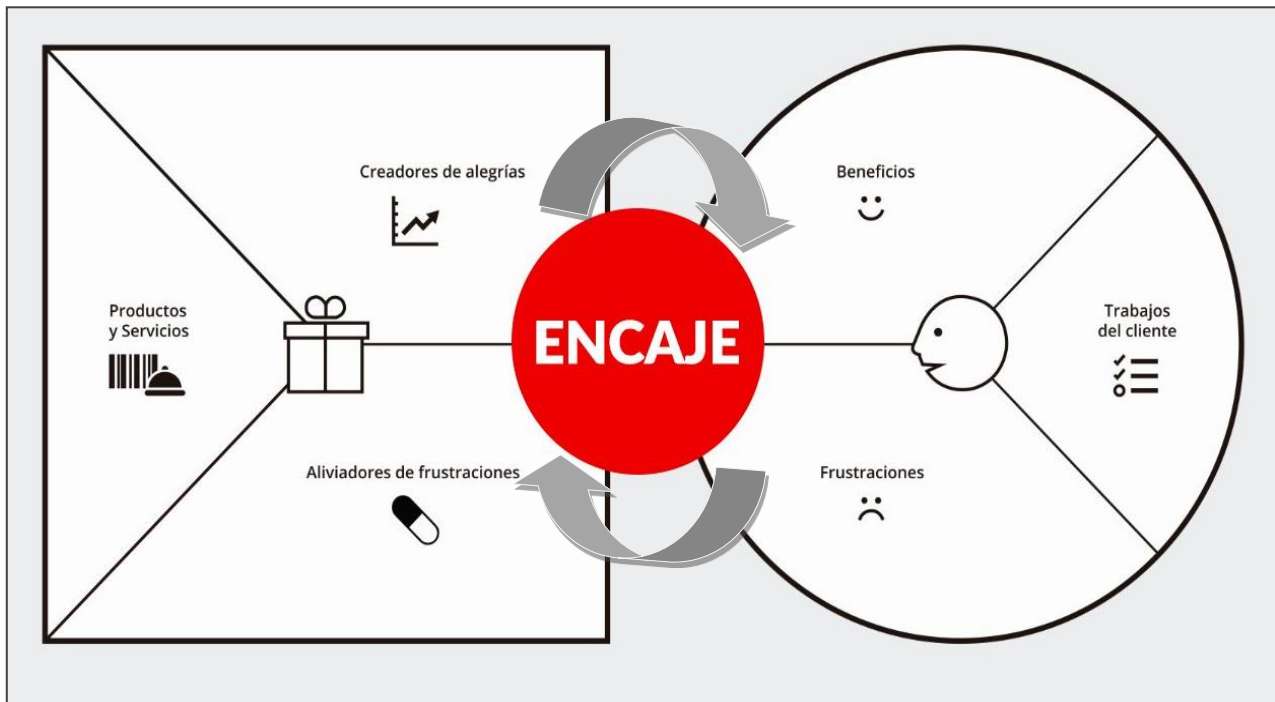 Creadores de alegrías
Beneficios
Productos
y Servicios
ENCAJE
Trabajos
del cliente
Aliviadores de frustraciones
Frustraciones